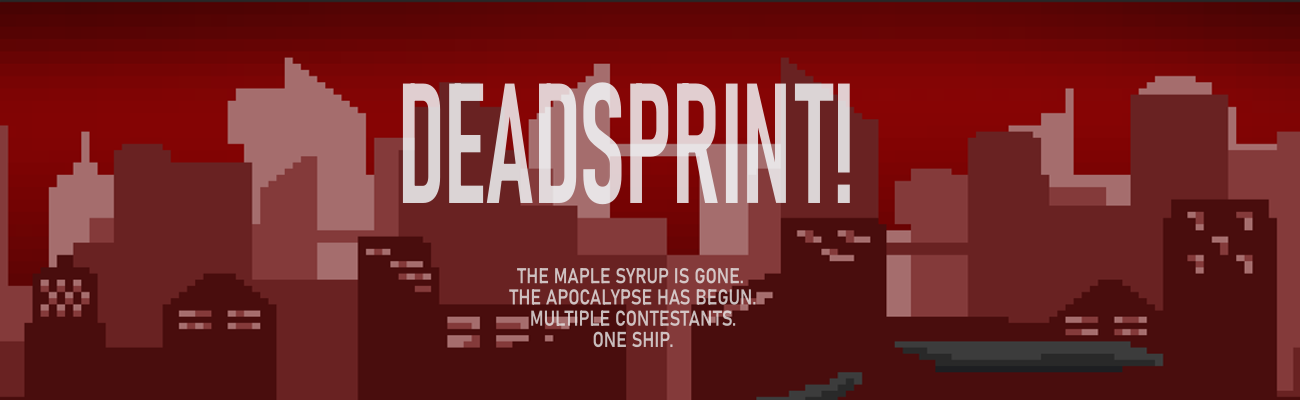 DEADSPRINT!
THE MAPLE SYRUP IS GONE.
THE APOCALYPSE HAS BEGUN.
MULTIPLE CONTESTANTS.
ONE SHIP.